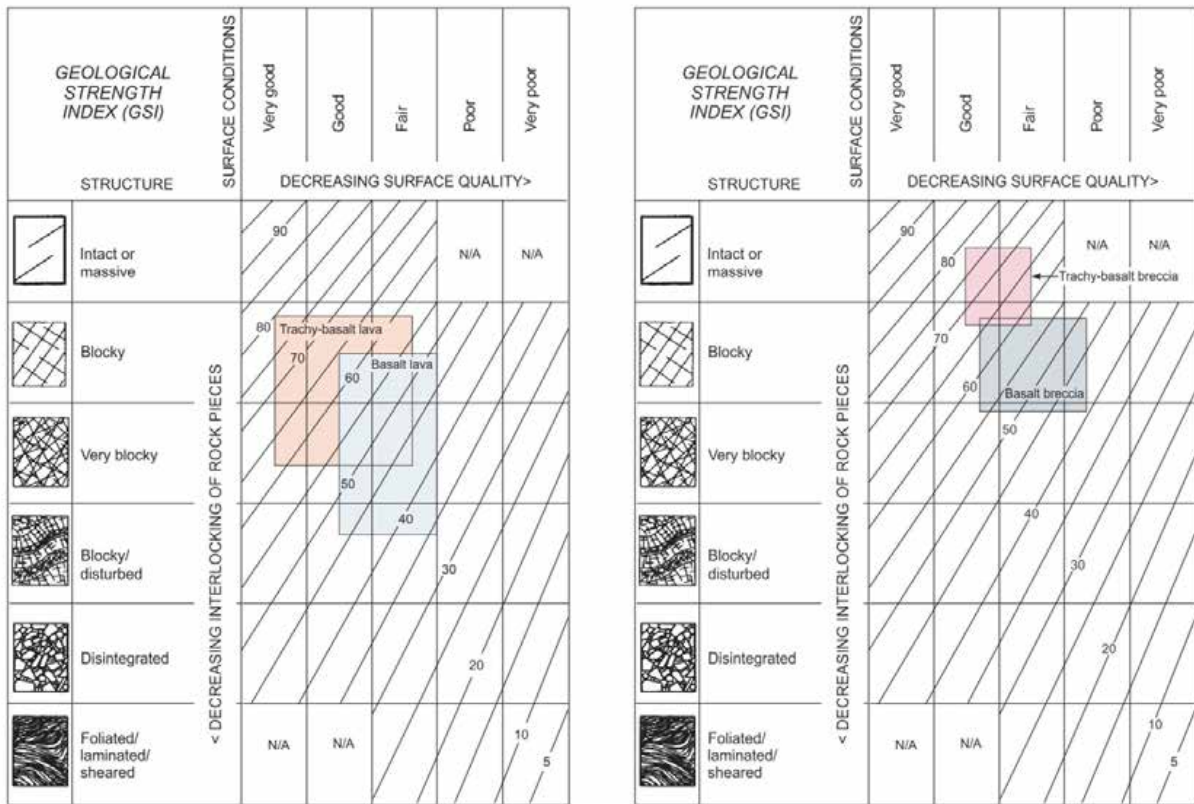 GEOLOGICAL
STRENGTH
INDEX (GSI)
SURFACE CONDITIONS
Very good
Good
Fair
Poor
Very poor
STRUCTURE
DECREASING SURFACE QUALITY>
< DECREASING INTERLOCKING OF ROCK PIECES
Intact or
massive
90
N/A
N/A
Blocky
80
Trachy-basalt lava
70
Basalt lava
60
Very blocky
50
Blocky/
disturbed
40
30
Disintegrated
20
Foliated/
laminated/
sheared
N/A
N/A
10
5
GEOLOGICAL
STRENGTH
INDEX (GSI)
SURFACE CONDITIONS
Very good
Good
Fair
Poor
Very poor
STRUCTURE
DECREASING SURFACE QUALITY>
< DECREASING INTERLOCKING OF ROCK PIECES
Intact or
massive
90
N/A
N/A
80
Trachy-basalt breccia
Blocky
70
60
Basalt breccia
Very blocky
50
Blocky/
disturbed
40
30
Disintegrated
20
Foliated/
laminated/
sheared
N/A
N/A
10
5